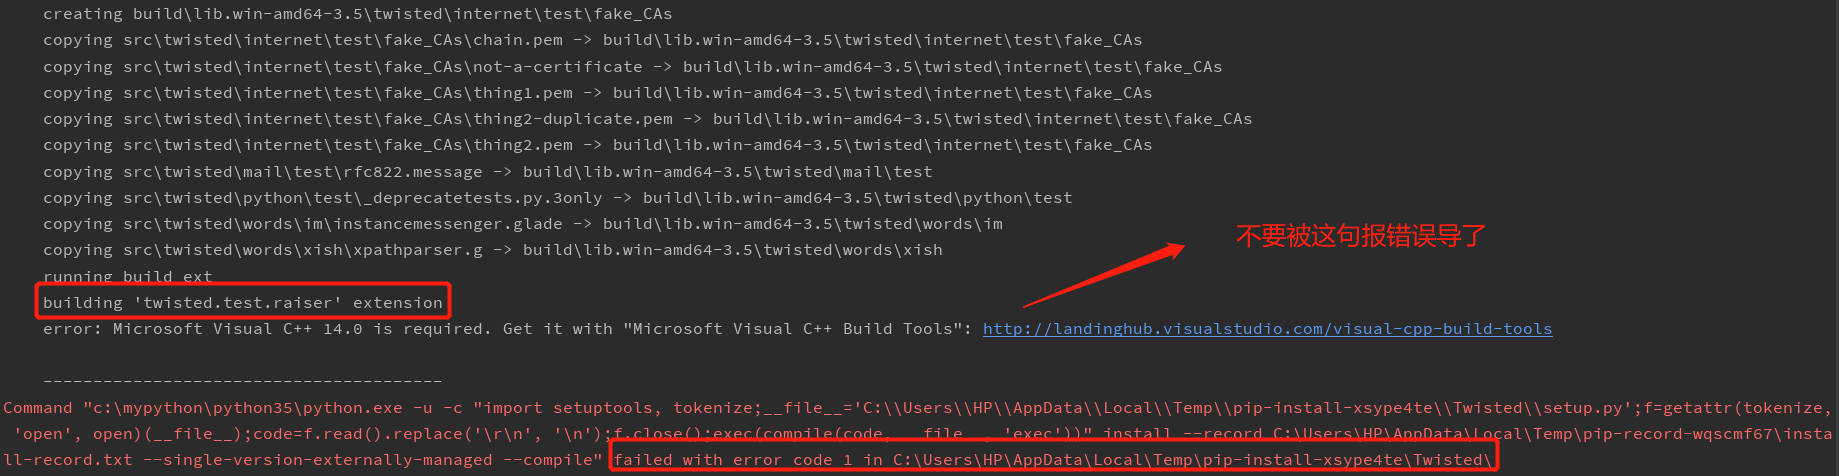 creating build\lib.win-amd64-3.5\twisted\internet\test\fake_CAs
copying src\twisted\internet\test\fake_CAs\chain.pem -> build\lib.win-amd64-3.5\twisted\internet\test\fake_CAs
copying src\twisted\internet\test\fake_CAs\not-a-certificate -> build\lib.win-amd64-3.5\twisted\internet\test\fake_CAs
copying src\twisted\internet\test\fake_CAs\thing1.pem -> build\lib.win-amd64-3.5\twisted\internet\test\fake_CAs
copying src\twisted\internet\test\fake_CAs\thing2-duplicate.pem -> build\lib.win-amd64-3.5\twisted\internet\test\fake_CAs
copying src\twisted\internet\test\fake_CAs\thing2.pem -> build\lib.win-amd64-3.5\twisted\internet\test\fake_CAs
copying src\twisted\mail\test\rfc822.message -> build\lib.win-amd64-3.5\twisted\mail\test
copying src\twisted\python\test\_deprecatetests.py.3only -> build\lib.win-amd64-3.5\twisted\python\test
copying src\twisted\words\im\instancemessenger.glade -> build\lib.win-amd64-3.5\twisted\words\im
不要被这句报错误导了
copying src\twisted\words\xish\xpathparser.g -> build\lib.win-amd64-3.5\twisted\words\xish
running build_ext
building 'twisted.test.raiser' extension
error: Microsoft Visual C++ 14.0 is required. Get it with "Microsoft Visual C++ Build Tools": http://landinghub.visualstudio.com/visual-cpp-build-tools
----------------------------------------
Command "c:\mypython\python35\python.exe -u -c "import setuptools, tokenize;__file__='C:\\Users\\HP\\AppData\\Local\\Temp\\pip-install-xsype4te\\Twisted\\setup.py';f=getattr(tokenize,
'open', open)(__file__);code=f.read().replace('\r\n', '\n');f.close();exec(compile(code, __file__, 'exec'))" install --record C:\Users\HP\AppData\Local\Temp\pip-record-wqscmf67\insta
ll-record.txt --single-version-externally-managed --compile" failed with error code 1 in C:\Users\HP\AppData\Local\Temp\pip-install-xsype4te\Twisted\